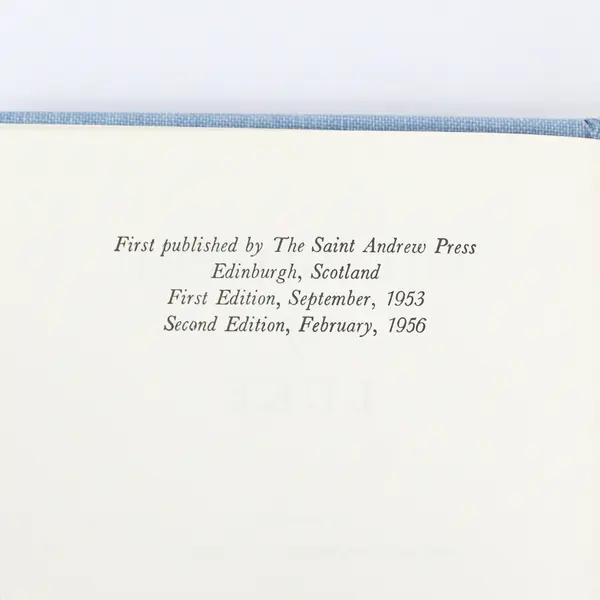 First published by The Saint Andrew Press
Edinburgh, Scotland
First Edition, September, 1953
Second Edition, February, 1956